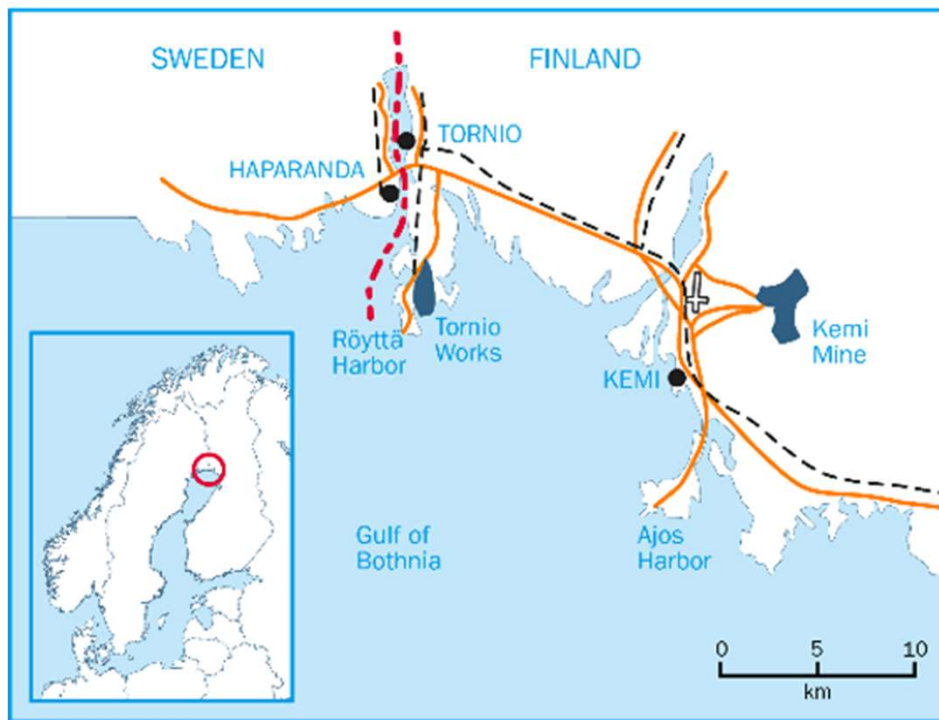 SWEDEN
FINLAND
TORNIO
HAPARANDA
Röyttä
Harbor
Tornio
Works
Kemi
Mine
KEMI
Gulf of
Bothnia
Ajos
Harbor
0 5 10
km